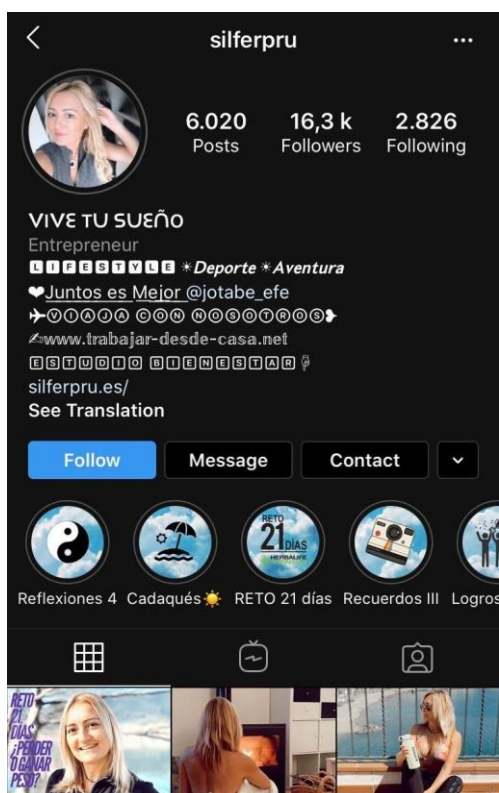 silferpru
6.020 16,3 k 2.826
Posts Followers Following
VIVE TU SUEÑO
Entrepreneur
LIFESTYLE ☀Deporte☀Aventura
❤Juntos es Mejor @jotabe_efe
✈ⓋⒾⒶⒿⒶ ⒸⓄⓃ ⓃⓄⓈⓄⓉⓇⓄⓈ❥
✍www.trabajar-desde-casa.net
ESTUDIO BIENESTAR☟
silferpru.es/
See Translation
Follow Message Contact
RETO
21 DÍAS
HERBALIFE
Reflexiones 4 Cadaqués☀️ RETO 21 días Recuerdos III Logros
RETO
21
DIAS
¿PERDER
O GANAR
PESO?